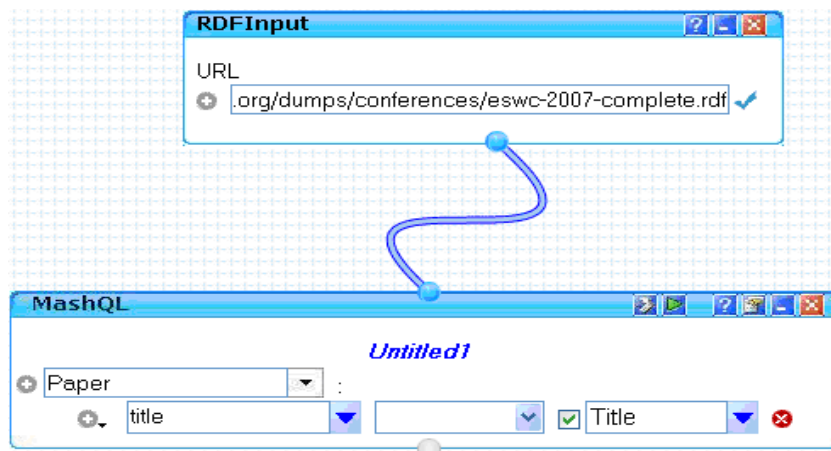 RDFInput
?
URL
.org/dumps/conferences/eswc-2007-complete.rdf
MashQL
?
Untitled1
Paper :
title Title